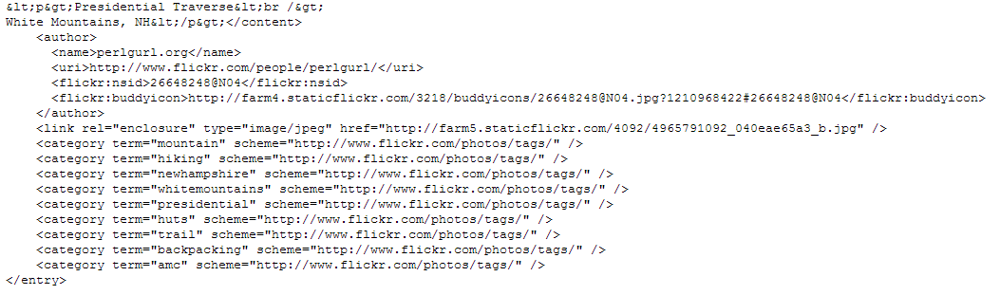 &lt;p&gt;Presidential Traverse&lt;br /&gt;
White Mountains, NH&lt;/p&gt;</content>
<author>
<name>perlgurl.org</name>
<uri>http://www.flickr.com/people/perlgurl/</uri>
<flickr:nsid>26648248@N04</flickr:nsid>
<flickr:buddyicon>http://farm4.staticflickr.com/3218/buddyicons/26648248@N04.jpg?1210968422#26648248@N04</flickr:buddyicon>
</author>
<link rel="enclosure" type="image/jpeg" href="http://farm5.staticflickr.com/4092/4965791092_040eae65a3_b.jpg" />
<category term="mountain" scheme="http://www.flickr.com/photos/tags/" />
<category term="hiking" scheme="http://www.flickr.com/photos/tags/" />
<category term="newhampshire" scheme="http://www.flickr.com/photos/tags/" />
<category term="whitemountains" scheme="http://www.flickr.com/photos/tags/" />
<category term="presidential" scheme="http://www.flickr.com/photos/tags/" />
<category term="huts" scheme="http://www.flickr.com/photos/tags/" />
<category term="trail" scheme="http://www.flickr.com/photos/tags/" />
<category term="backpacking" scheme="http://www.flickr.com/photos/tags/" />
<category term="amc" scheme="http://www.flickr.com/photos/tags/" />
</entry>